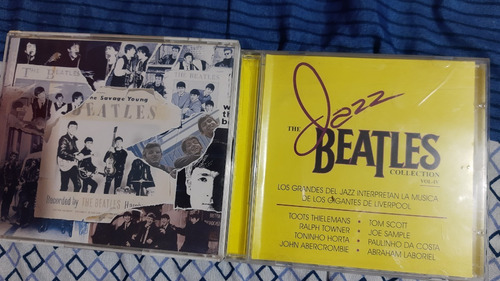 THE BEATLES
THE BEATLES
The Savage Young
BEATLES
Recorded by THE BEATLES
Jazz
THE
BEATLES
COLLECTION
LOS GRANDES DEL JAZZ INTERPRETAN LA MUSICA
DE LOS GIGANTES DE LIVERPOOL
TOOTS THIELEMANS
RALPH TOWNER
TONINHO HORTA
JOHN ABERCROMBIE
TOM SCOTT
JOE SAMPLE
PAULINHO DA COSTA
ABRAHAM LABORIEL